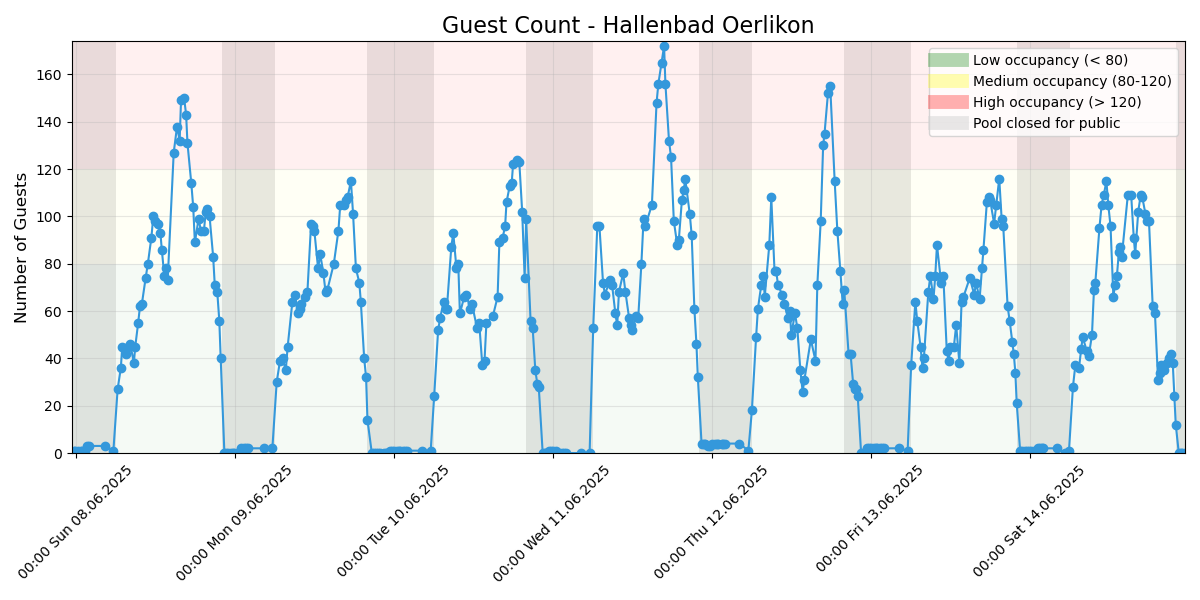 Guest Count - Hallenbad Oerlikon
Low occupancy (< 80)
Medium occupancy (80-120)
High occupancy (> 120)
Pool closed for public
Number of Guests
160
140
120
100
80
60
40
20
0
00:00 Sun 08.06.2025
00:00 Mon 09.06.2025
00:00 Tue 10.06.2025
00:00 Wed 11.06.2025
00:00 Thu 12.06.2025
00:00 Fri 13.06.2025
00:00 Sat 14.06.2025